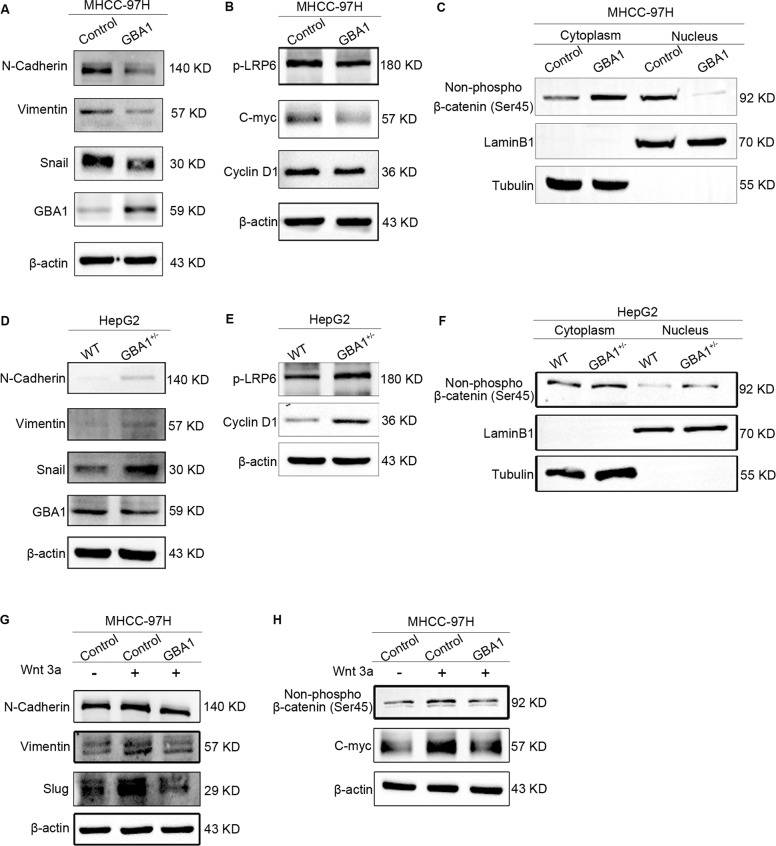 A
MHCC-97H
Control GBA1
N-Cadherin 140 KD
Vimentin 57 KD
Snail 30 KD
GBA1 59 KD
β-actin 43 KD
B
MHCC-97H
Control GBA1
p-LRP6 180 KD
C-myc 57 KD
Cyclin D1 36 KD
β-actin 43 KD
C
MHCC-97H
Cytoplasm Nucleus
Control GBA1 Control GBA1
Non-phospho
β-catenin (Ser45) 92 KD
LaminB1 70 KD
Tubulin 55 KD
D
HepG2
WT GBA1+/-
N-Cadherin 140 KD
Vimentin 57 KD
Snail 30 KD
GBA1 59 KD
β-actin 43 KD
E
HepG2
WT GBA1+/-
p-LRP6 180 KD
Cyclin D1 36 KD
β-actin 43 KD
F
HepG2
Cytoplasm Nucleus
WT GBA1+/- WT GBA1+/-
Non-phospho
β-catenin (Ser45) 92 KD
LaminB1 70 KD
Tubulin 55 KD
G
MHCC-97H
Control Control GBA1
Wnt 3a - + +
N-Cadherin 140 KD
Vimentin 57 KD
Slug 29 KD
β-actin 43 KD
H
MHCC-97H
Control Control GBA1
Wnt 3a - + +
Non-phospho
β-catenin (Ser45) 92 KD
C-myc 57 KD
β-actin 43 KD